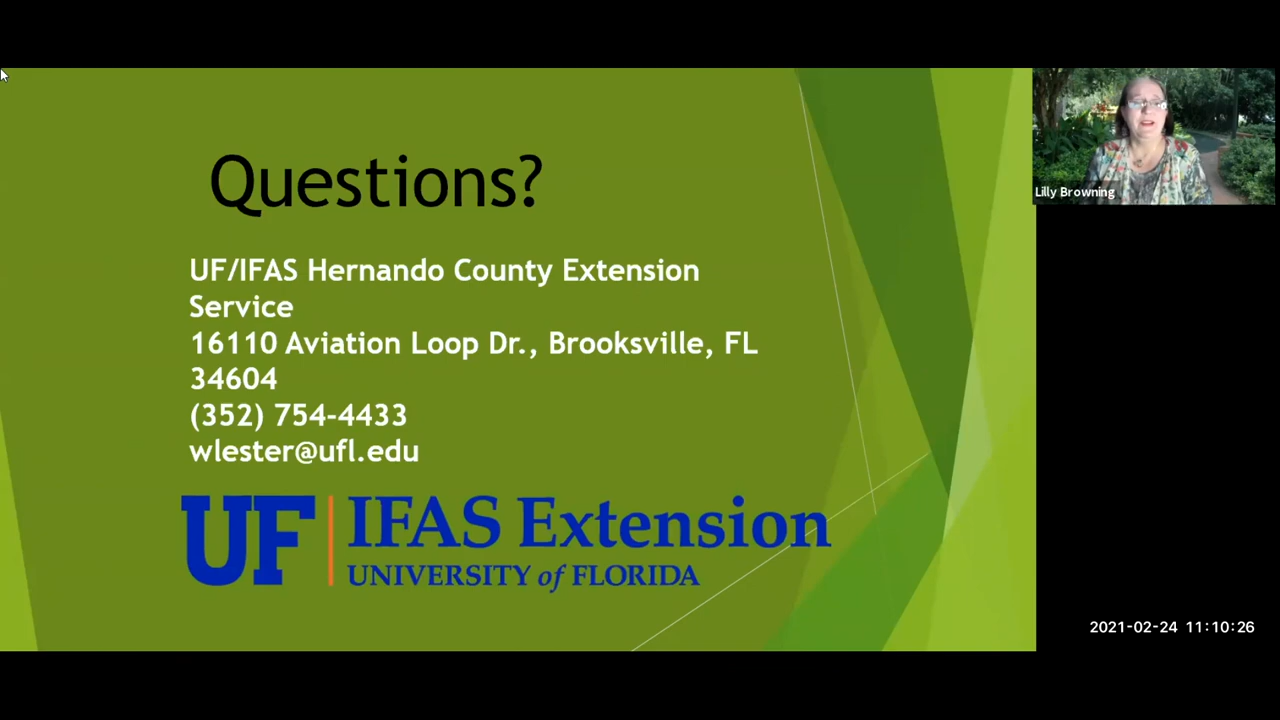 Questions?
UF/IFAS Hernando County Extension
Service
16110 Aviation Loop Dr., Brooksville, FL
34604
(352) 754-4433
wlester@ufl.edu
UF IFAS Extension
UNIVERSITY of FLORIDA
Lilly Browning
2021-02-24 11:10:26